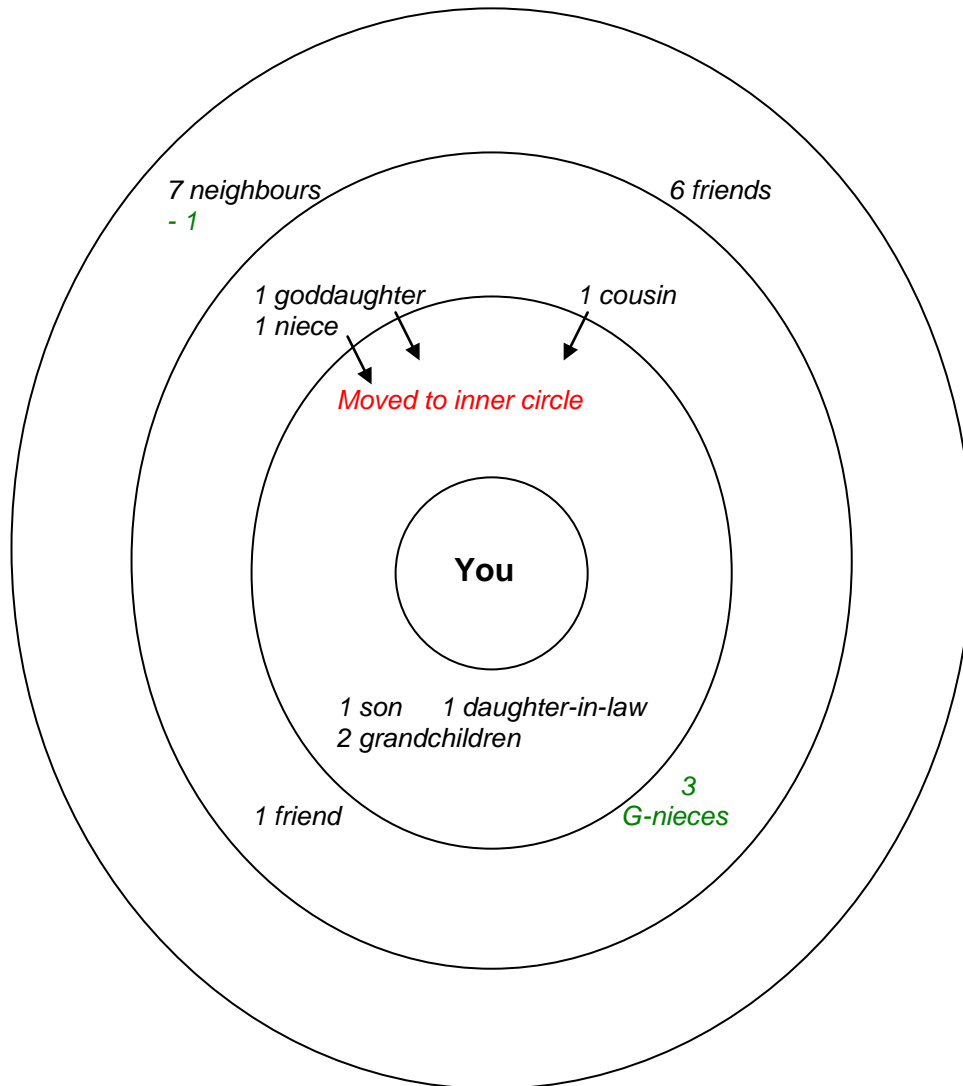 7 neighbours
- 1
6 friends
1 goddaughter
1 niece
1 cousin
Moved to inner circle
You
1 son 1 daughter-in-law
2 grandchildren
1 friend
3
G-nieces